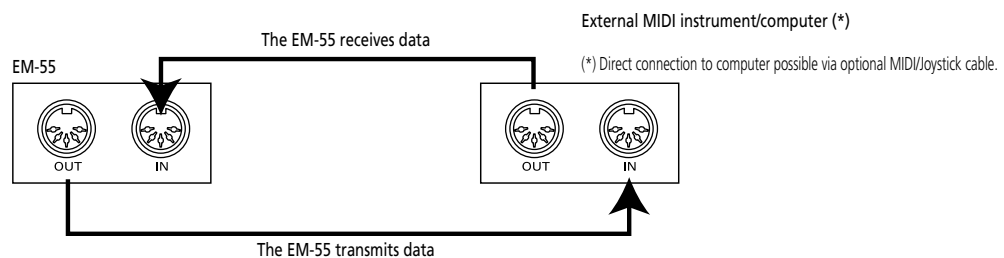 External MIDI instrument/computer (*)
The EM-55 receives data
(*) Direct connection to computer possible via optional MIDI/Joystick cable.
EM-55
OUT
IN
OUT
IN
The EM-55 transmits data